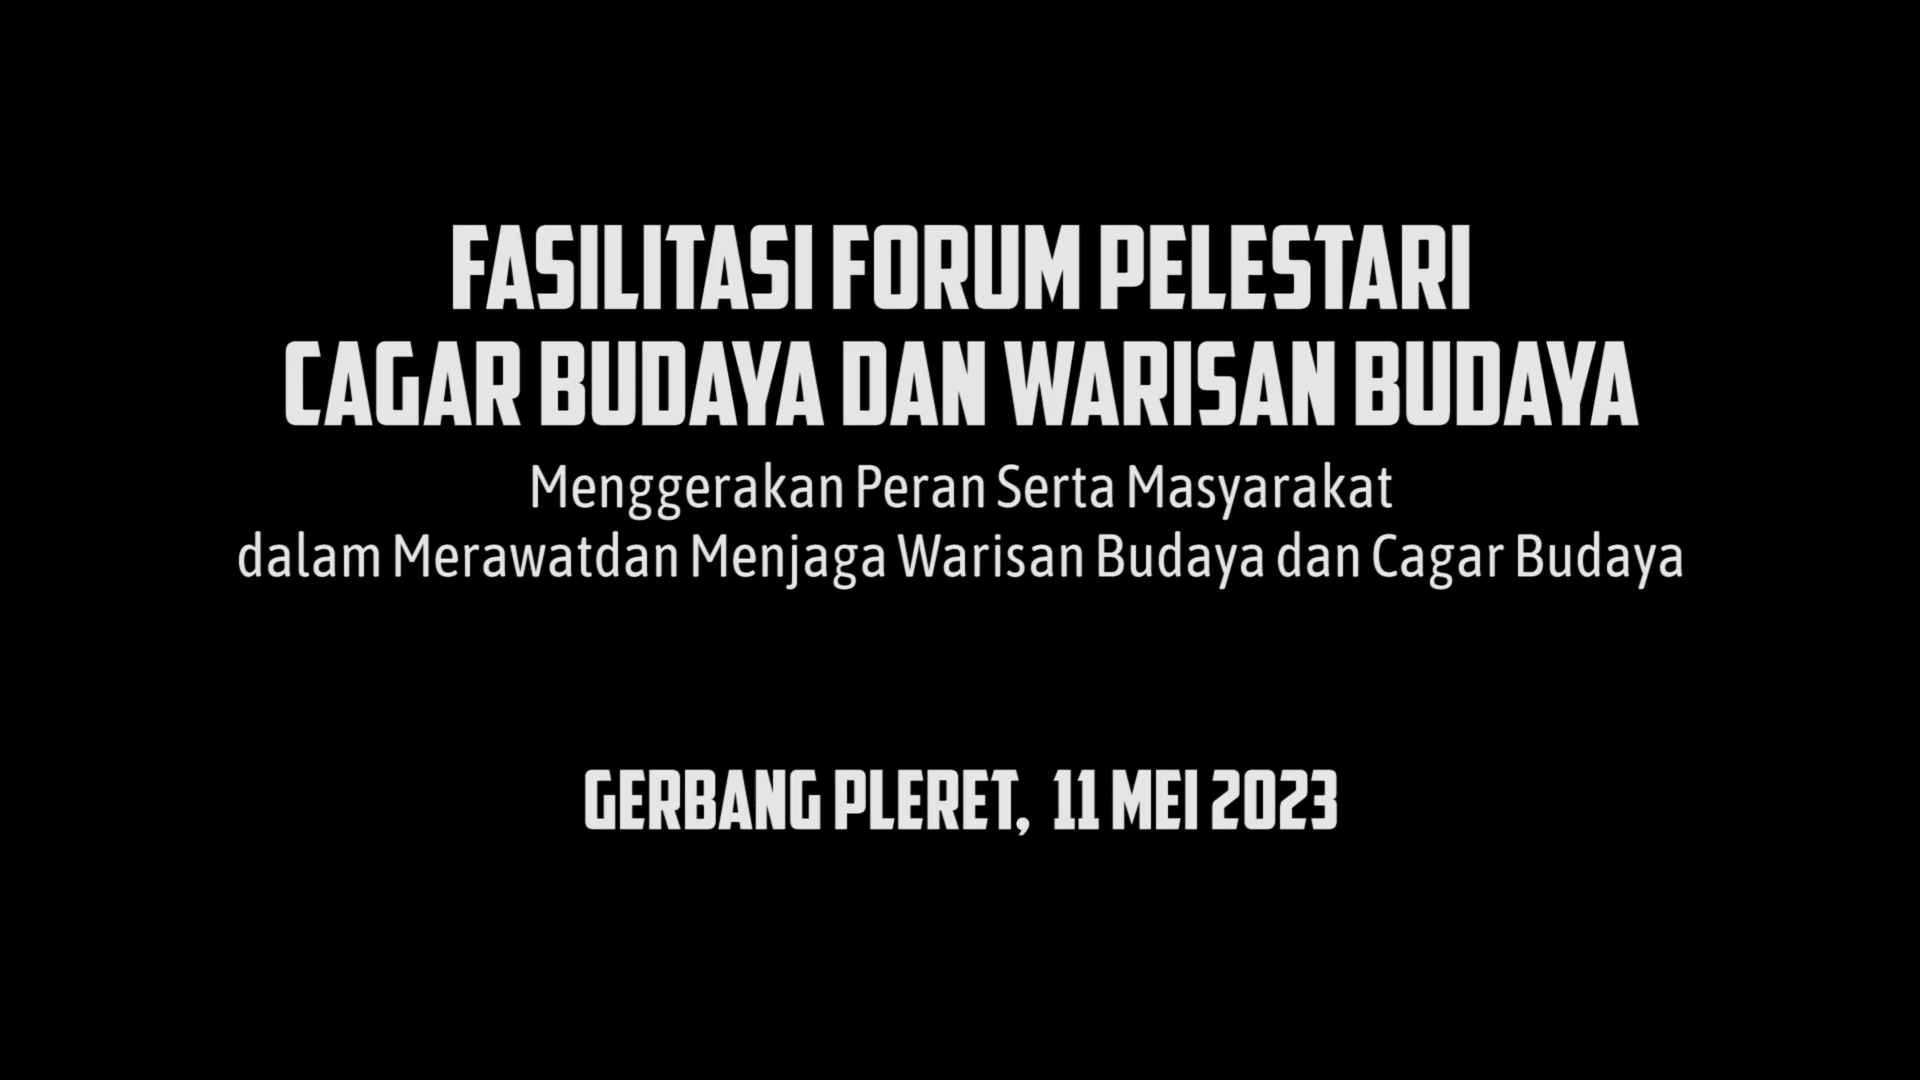 FASILITASI FORUM PELESTARI
CAGAR BUDAYA DAN WARISAN BUDAYA
Menggerakan Peran Serta Masyarakat
dalam Merawatdan Menjaga Warisan Budaya dan Cagar Budaya
GERBANG PLERET, 11 MEI 2023